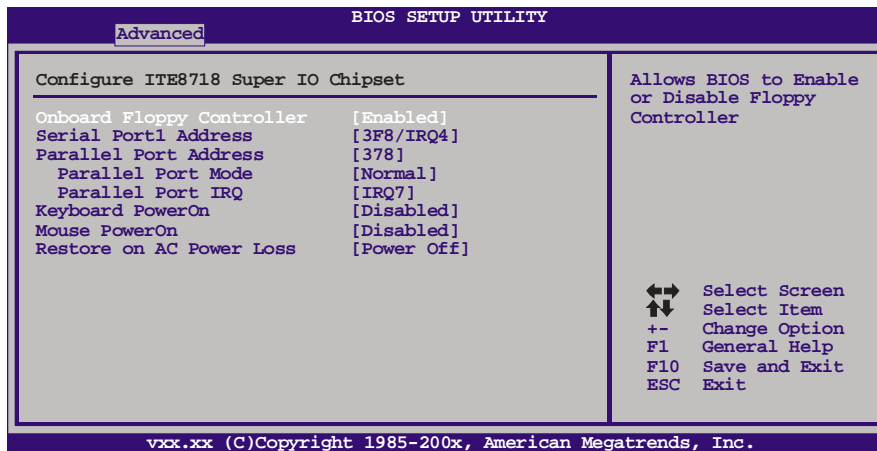 BIOS SETUP UTILITY
Advanced
Configure ITE8718 Super IO Chipset
Onboard Floppy Controller [Enabled]
Serial Port1 Address [3F8/IRQ4]
Parallel Port Address [378]
Parallel Port Mode [Normal]
Parallel Port IRQ [IRQ7]
Keyboard PowerOn [Disabled]
Mouse PowerOn [Disabled]
Restore on AC Power Loss [Power Off]
Allows BIOS to Enable
or Disable Floppy
Controller
Select Screen
Select Item
+- Change Option
F1 General Help
F10 Save and Exit
ESC Exit
vxx.xx (C)Copyright 1985-200x, American Megatrends, Inc.